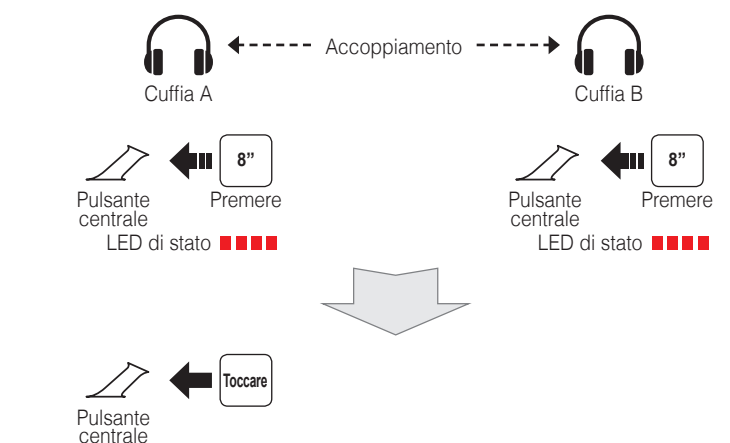 Accoppiamento
Cuffia A
Cuffia B
8”
8”
Pulsante
centrale
Premere
Pulsante
centrale
Premere
LED di stato
LED di stato
Toccare
Pulsante
centrale